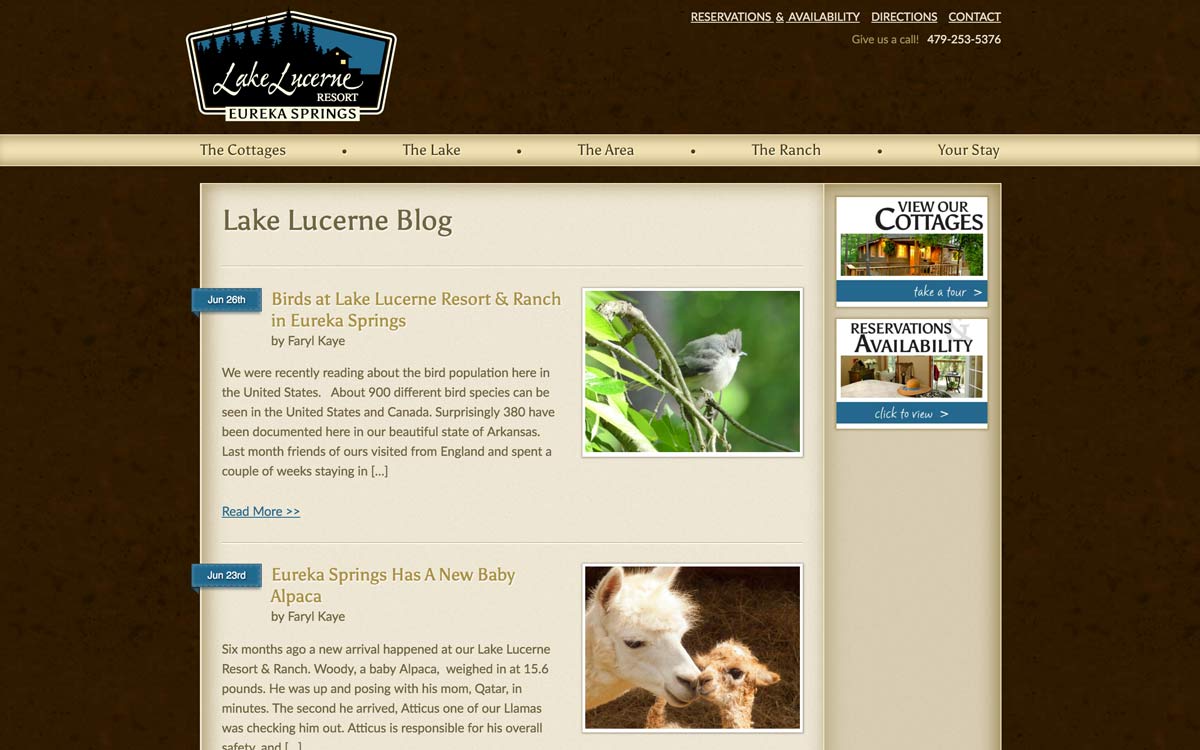 Lake Lucerne
RESORT
EUREKA SPRINGS
RESERVATIONS & AVAILABILITY DIRECTIONS CONTACT
Give us a call! 479-253-5376
The Cottages • The Lake • The Area • The Ranch • Your Stay
Lake Lucerne Blog
Jun 26th
Birds at Lake Lucerne Resort & Ranch
in Eureka Springs
by Faryl Kaye
We were recently reading about the bird population here in
the United States. About 900 different bird species can be
seen in the United States and Canada. Surprisingly 380 have
been documented here in our beautiful state of Arkansas.
Last month friends of ours visited from England and spent a
couple of weeks staying in [...]
Read More >>
Jun 23rd
Eureka Springs Has A New Baby
Alpaca
by Faryl Kaye
Six months ago a new arrival happened at our Lake Lucerne
Resort & Ranch. Woody, a baby Alpaca, weighed in at 15.6
pounds. He was up and posing with his mom, Qatar, in
minutes. The second he arrived, Atticus one of our Llamas
was checking him out. Atticus is responsible for his overall
safety, and [...]
VIEW OUR
COTTAGES
take a tour >
RESERVATIONS &
AVAILABILITY
click to view >